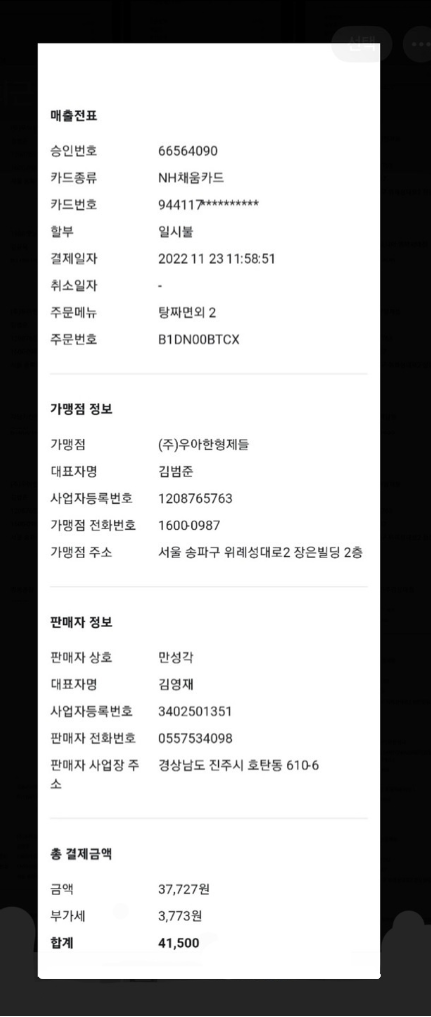 선택
매출전표
승인번호 66564090
카드종류 NH채움카드
카드번호 944117**********
할부 일시불
결제일자 2022 11 23 11:58:51
취소일자 -
주문메뉴 탕짜면외 2
주문번호 B1DN00BTCX
가맹점 정보
가맹점 (주)우아한형제들
대표자명 김범준
사업자등록번호 1208765763
가맹점 전화번호 1600-0987
가맹점 주소 서울 송파구 위례성대로2 장은빌딩 2층
판매자 정보
판매자 상호 만성각
대표자명 김영재
사업자등록번호 3402501351
판매자 전화번호 0557534098
판매자 사업장 주 경상남도 진주시 호탄동 610-6
소
총 결제금액
금액 37,727원
부가세 3,773원
합계 41,500